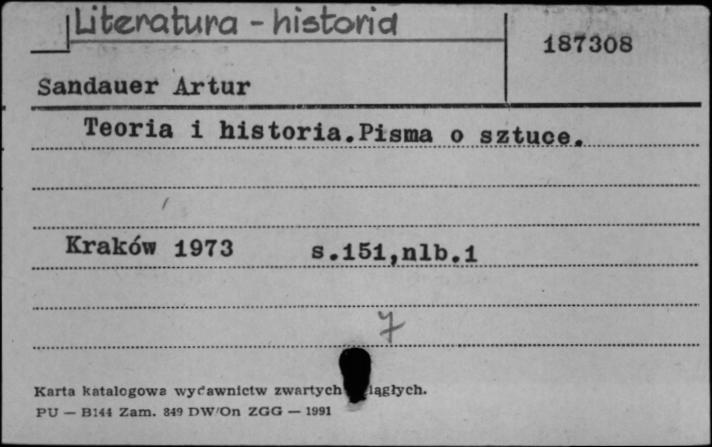 Literatura - historia
187308
Sandauer Artur
Teoria i historia.Pisma o sztuce.
Kraków 1973 s.151,nlb.1
7
Karta katalogowa wydawnictw zwartych ciągłych.
PU — B144 Zam. 849 DW/On ZGG — 1991